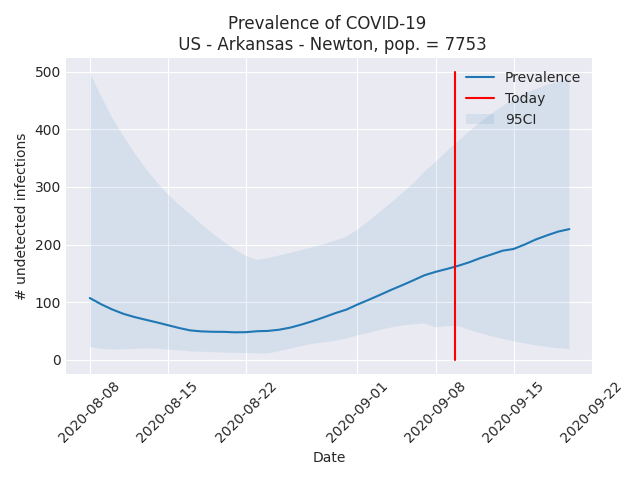 Prevalence of COVID-19
US - Arkansas - Newton, pop. = 7753
500
400
300
200
100
0
# undetected infections
Prevalence
Today
95CI
2020-08-08
2020-08-15
2020-08-22
2020-09-01
2020-09-08
2020-09-15
2020-09-22
Date